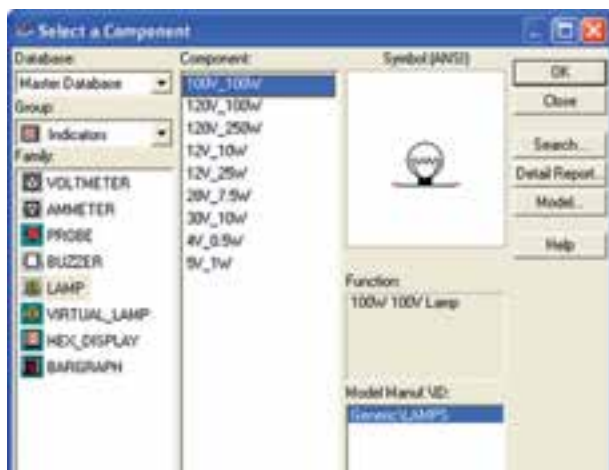 Select a Component
Database:
Master Database
Group:
Indicators
Family:
VOLTMETER
AMMETER
PROBE
BUZZER
LAMP
VIRTUAL_LAMP
HEX_DISPLAY
BARGRAPH
Component:
100V_100W
120V_100W
120V_250W
12V_10W
12V_25W
28V_7.5W
30V_10W
4V_0.5W
5V_1W
Symbol (ANSI)
Function:
100W 100V Lamp
Model Manuf.\ID:
Generic\LAMPS
OK
Close
Search...
Detail Report...
Model...
Help